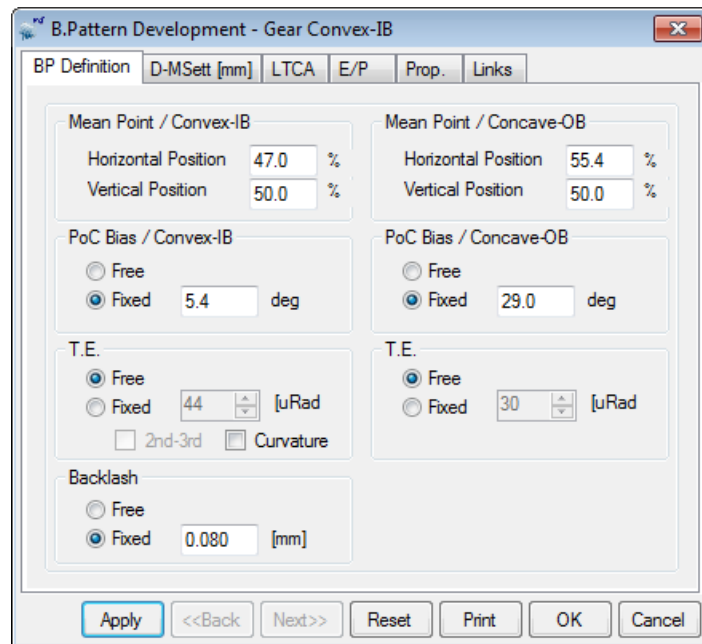 B.Pattern Development - Gear Convex-IB
BP Definition D-MSett [mm] LTCA E/P Prop. Links
Mean Point / Convex-IB
Horizontal Position 47.0 %
Vertical Position 50.0 %
Mean Point / Concave-OB
Horizontal Position 55.4 %
Vertical Position 50.0 %
PoC Bias / Convex-IB
Free
Fixed 5.4 deg
PoC Bias / Concave-OB
Free
Fixed 29.0 deg
T.E.
Free
Fixed 44 [uRad
2nd-3rd Curvature
T.E.
Free
Fixed 30 [uRad
Backlash
Free
Fixed 0.080 [mm]
Apply <<Back Next>> Reset Print OK Cancel